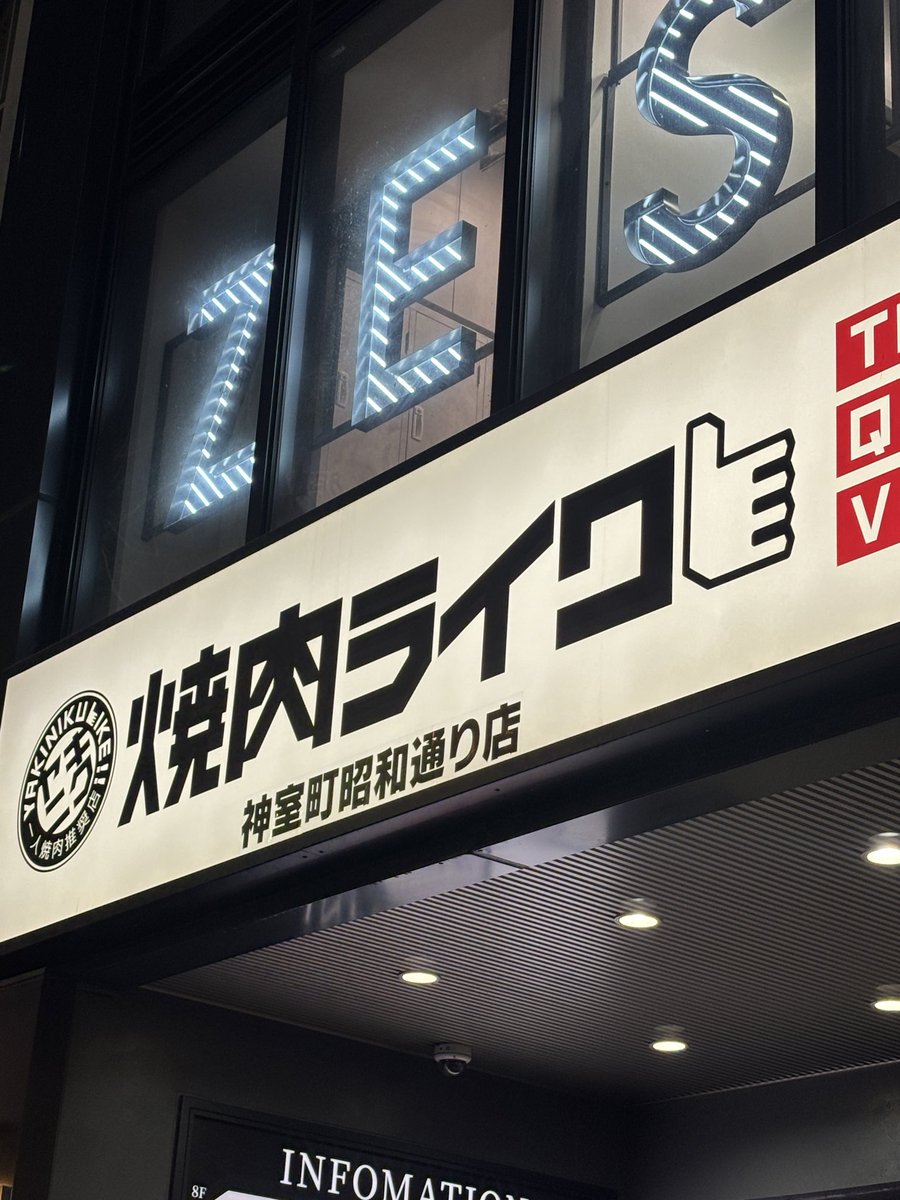 ZES
焼肉ライク
神室町昭和通り店
YAKINIKU LIKE!!
一人焼肉推奨店
T
Q
V
INFOMATION
8F